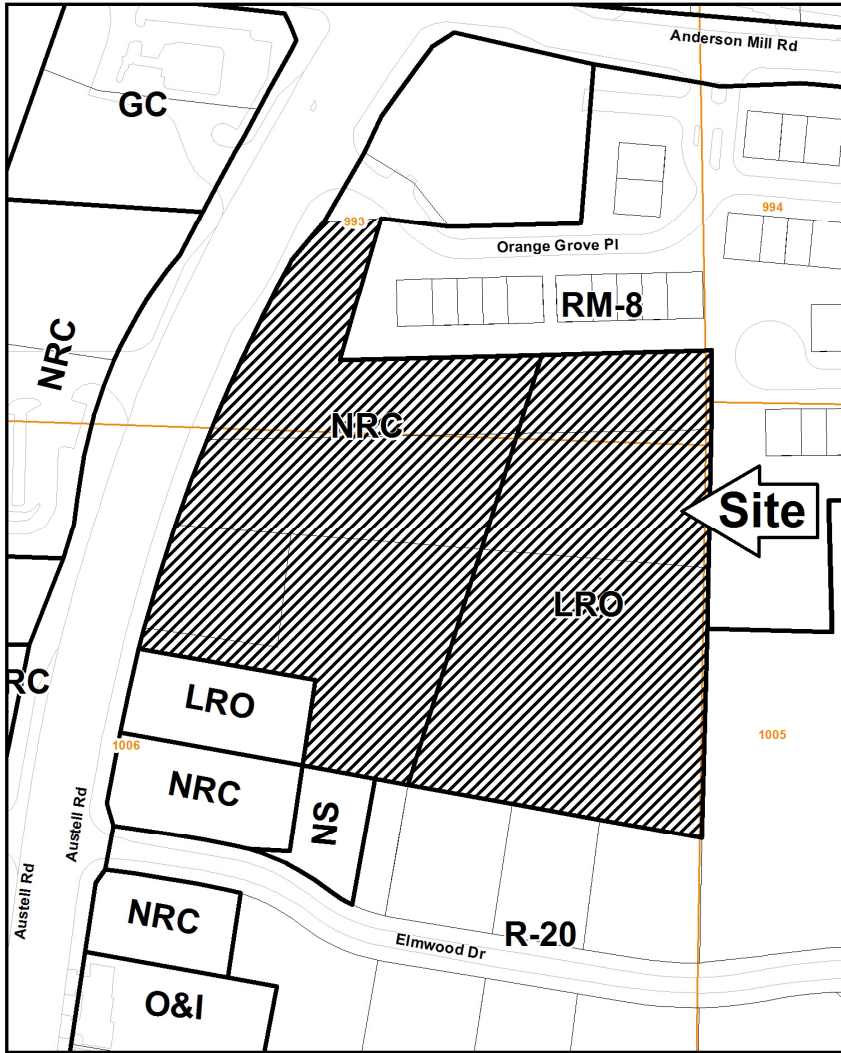 Anderson Mill Rd
GC
994
993
Orange Grove Pl
RM-8
NRC
NRC
Site
LRO
RC
LRO
1005
1006
NRC
NS
Austell Rd
Austell Rd
NRC
R-20
Elmwood Dr
O&I